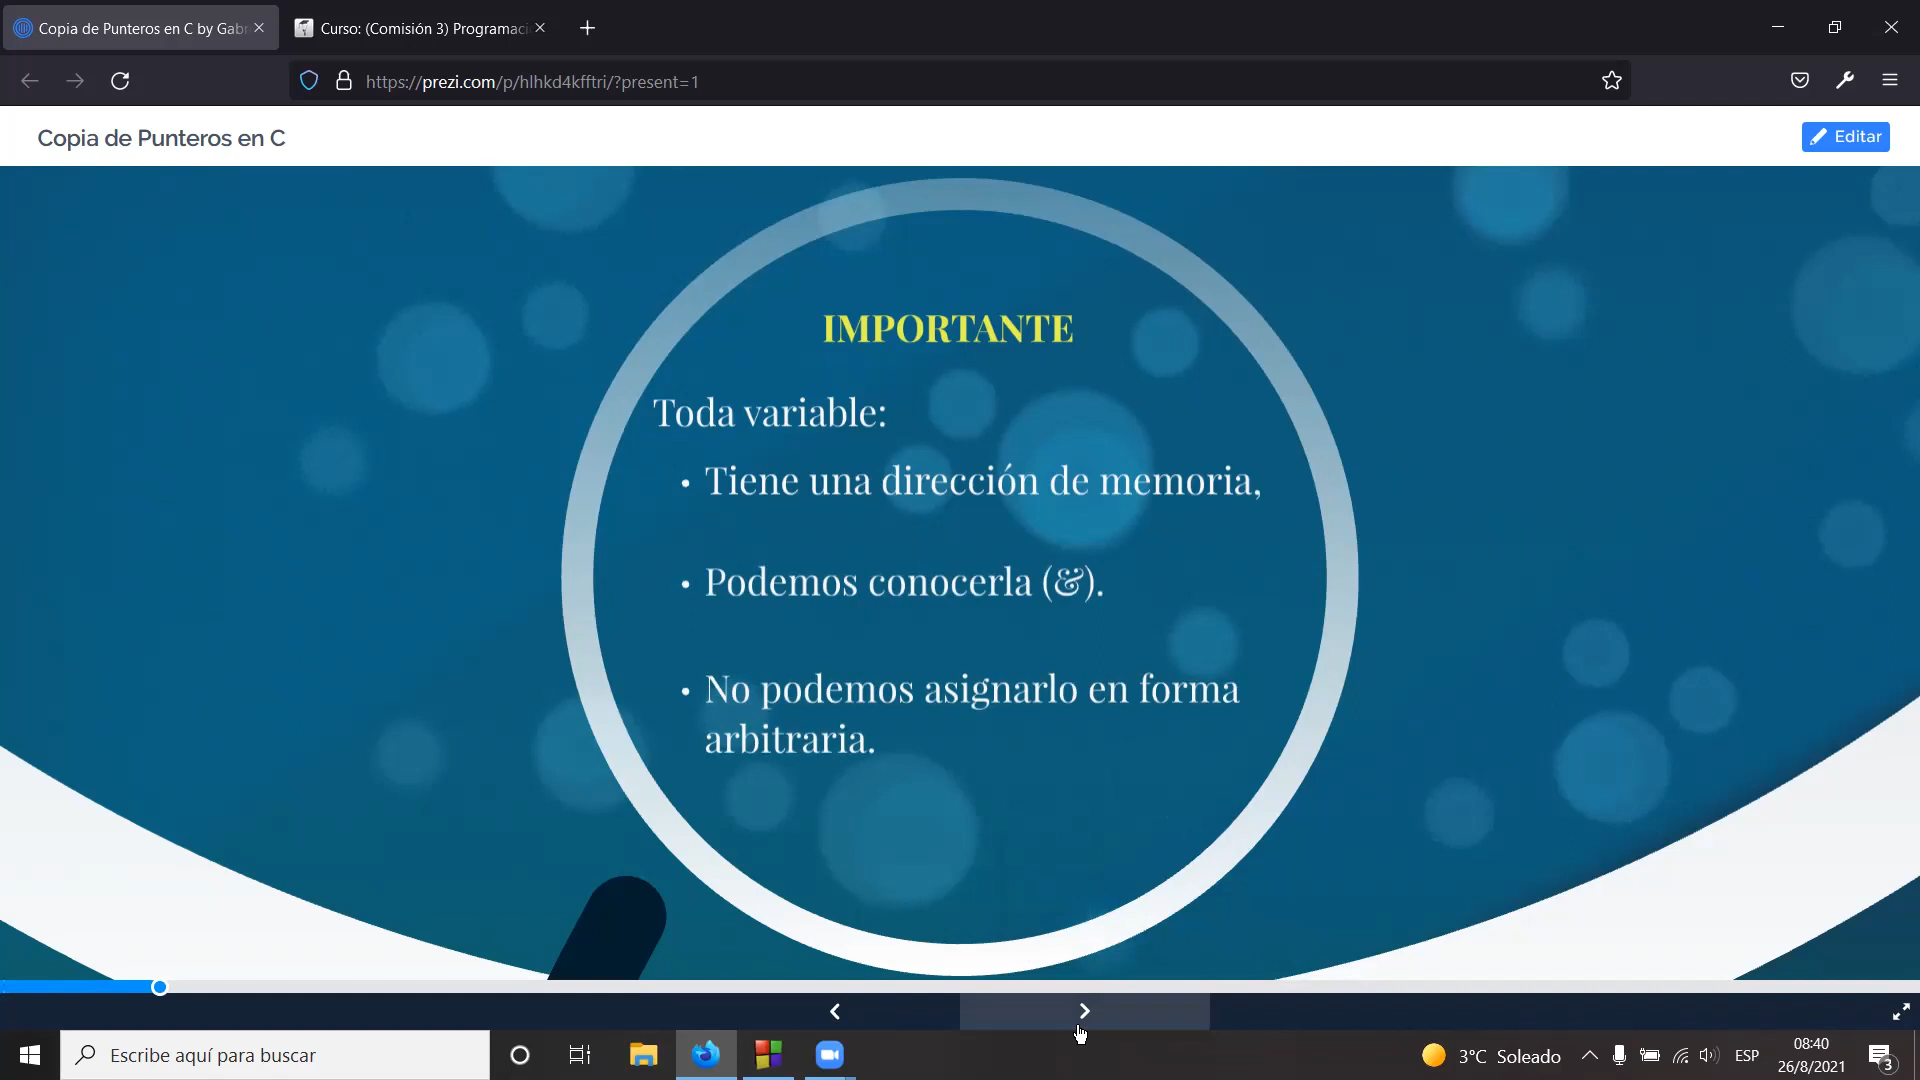 Copia de Punteros en C by Gabr
Curso: (Comisión 3) Programaci
https://prezi.com/p/hlhkd4kfftri/?present=1
Copia de Punteros en C
Editar
IMPORTANTE
Toda variable:
• Tiene una dirección de memoria,
• Podemos conocerla (&).
• No podemos asignarlo en forma
arbitraria.
Escribe aquí para buscar
3°C Soleado
ESP
08:40
26/8/2021
3